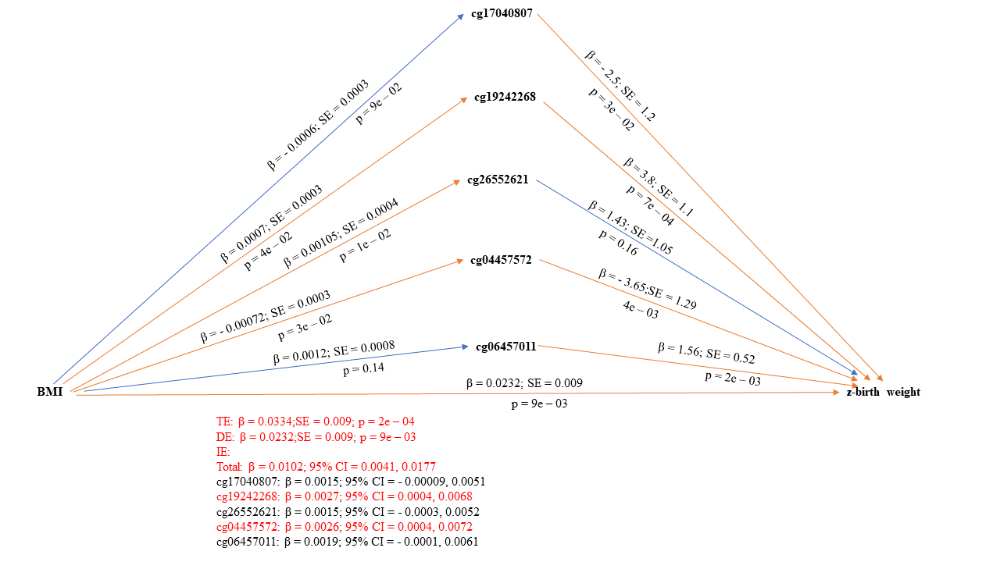 cg17040807
β = - 2.5; SE = 1.2
p = 3e – 02
β = - 0.0006; SE = 0.0003
p = 9e – 02
cg19242268
β = 3.8; SE = 1.1
p = 7e – 04
β = 0.0007; SE = 0.0003
p = 4e – 02
cg26552621
β = 1.43; SE =1.05
p = 0.16
β = 0.00105; SE = 0.0004
p = 1e – 02
cg04457572
β = - 3.65;SE = 1.29
4e – 03
β = - 0.00072; SE = 0.0003
p = 3e – 02
cg06457011
β = 1.56; SE = 0.52
p = 2e – 03
β = 0.0012; SE = 0.0008
p = 0.14
BMI
β = 0.0232; SE = 0.009
p = 9e – 03
z-birth weight
TE: β = 0.0334;SE = 0.009; p = 2e – 04
DE: β = 0.0232;SE = 0.009; p = 9e – 03
IE:
Total: β = 0.0102; 95% CI = 0.0041, 0.0177
cg17040807: β = 0.0015; 95% CI = - 0.00009, 0.0051
cg19242268: β = 0.0027; 95% CI = 0.0004, 0.0068
cg26552621: β = 0.0015; 95% CI = - 0.0003, 0.0052
cg04457572: β = 0.0026; 95% CI = 0.0004, 0.0072
cg06457011: β = 0.0019; 95% CI = - 0.0001, 0.0061